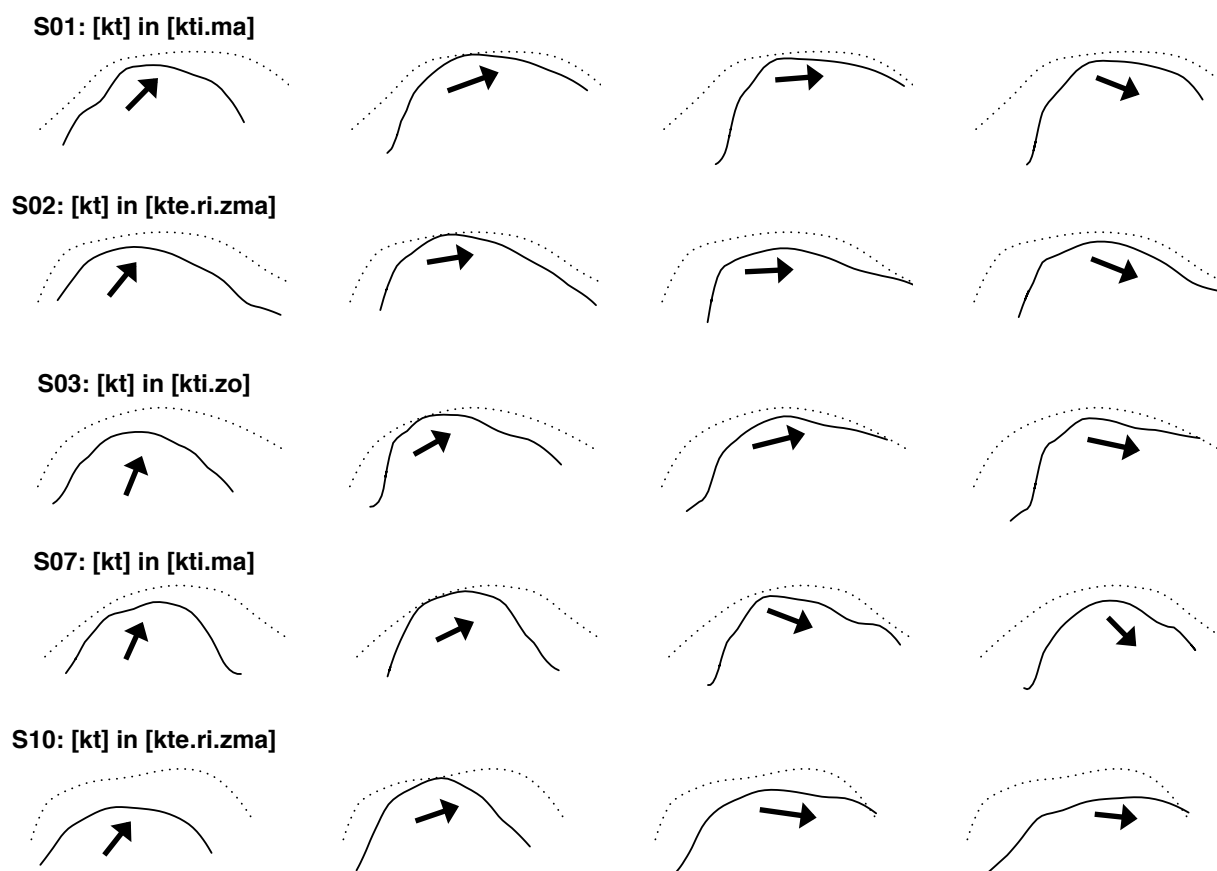 S01: [kt] in [kti.ma]
S02: [kt] in [kte.ri.zma]
S03: [kt] in [kti.zo]
S07: [kt] in [kti.ma]
S10: [kt] in [kte.ri.zma]